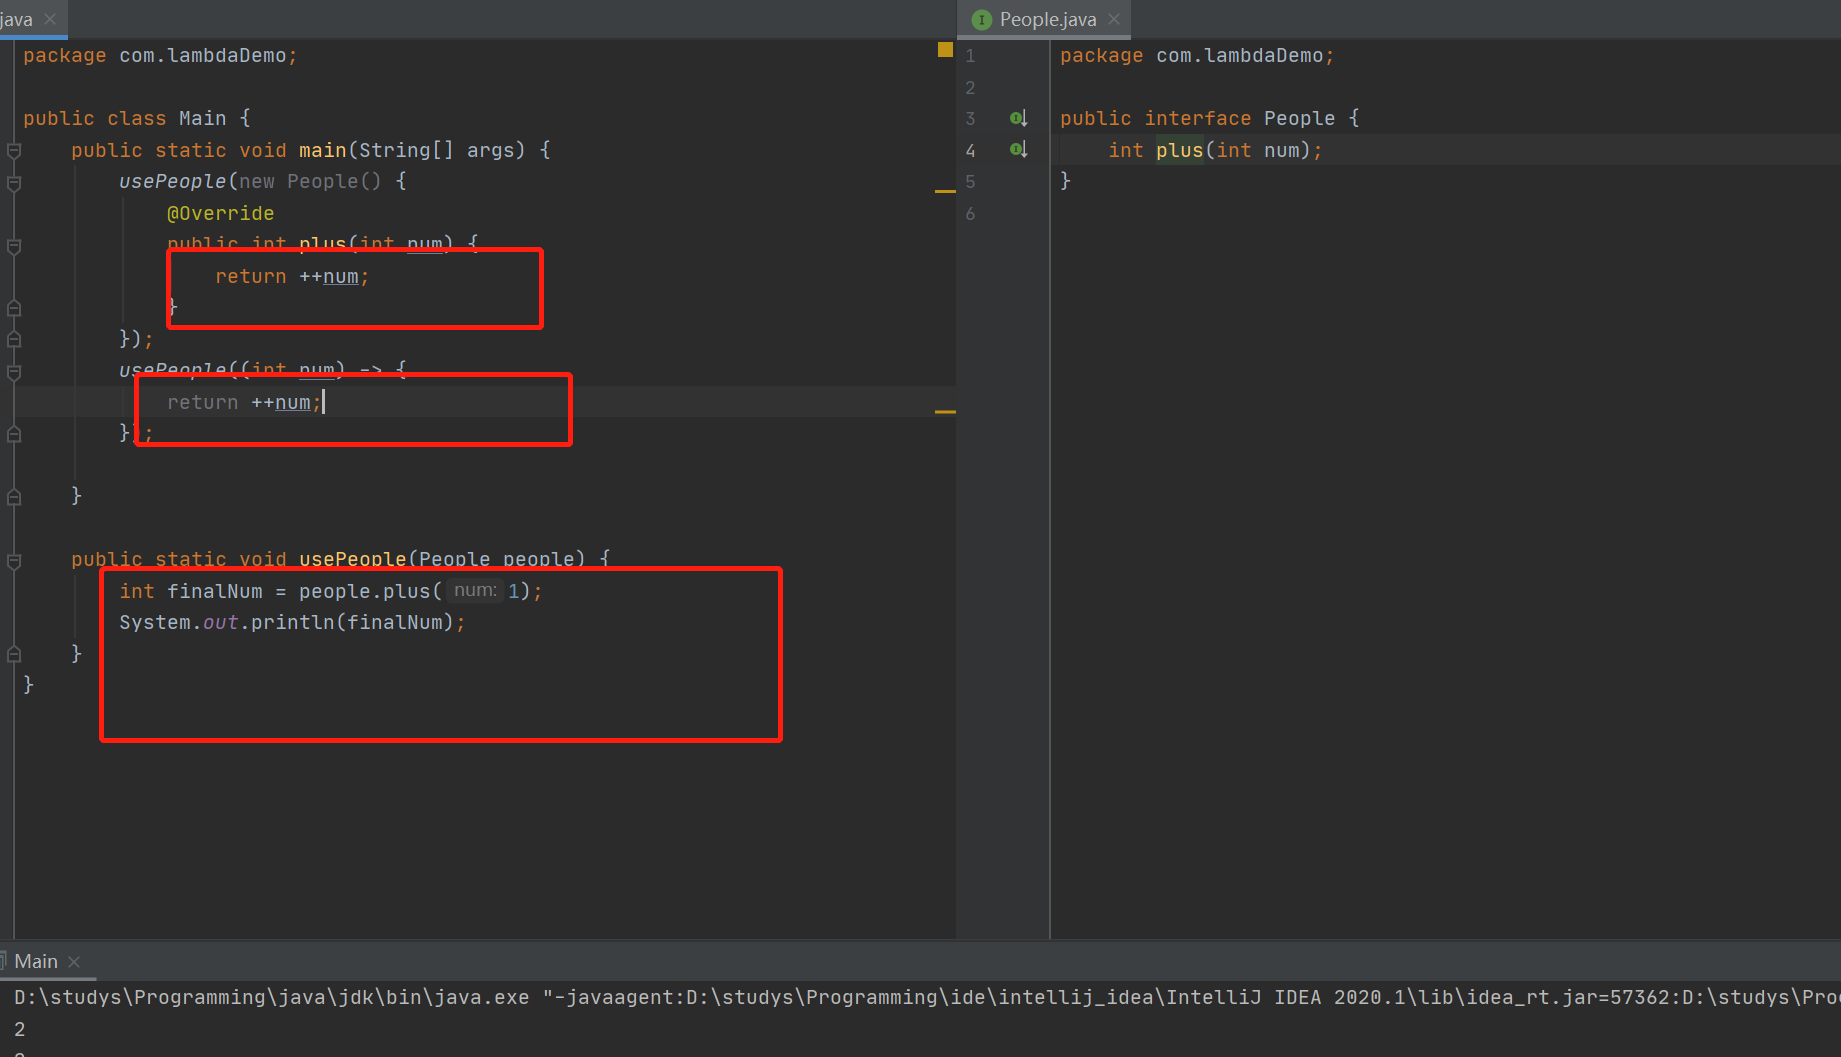 java
package com.lambdaDemo;
public class Main {
public static void main(String[] args) {
usePeople(new People() {
@Override
public int plus(int num) {
return ++num;
}
});
usePeople((int num) -> {
return ++num;
});
}
public static void usePeople(People people) {
int finalNum = people.plus( num: 1);
System.out.println(finalNum);
}
}
I People.java
1 package com.lambdaDemo;
2
3 public interface People {
4 int plus(int num);
5 }
6
Main
D:\studys\Programming\java\jdk\bin\java.exe "-javaagent:D:\studys\Programming\ide\intellij_idea\IntelliJ IDEA 2020.1\lib\idea_rt.jar=57362:D:\studys\Pro
2